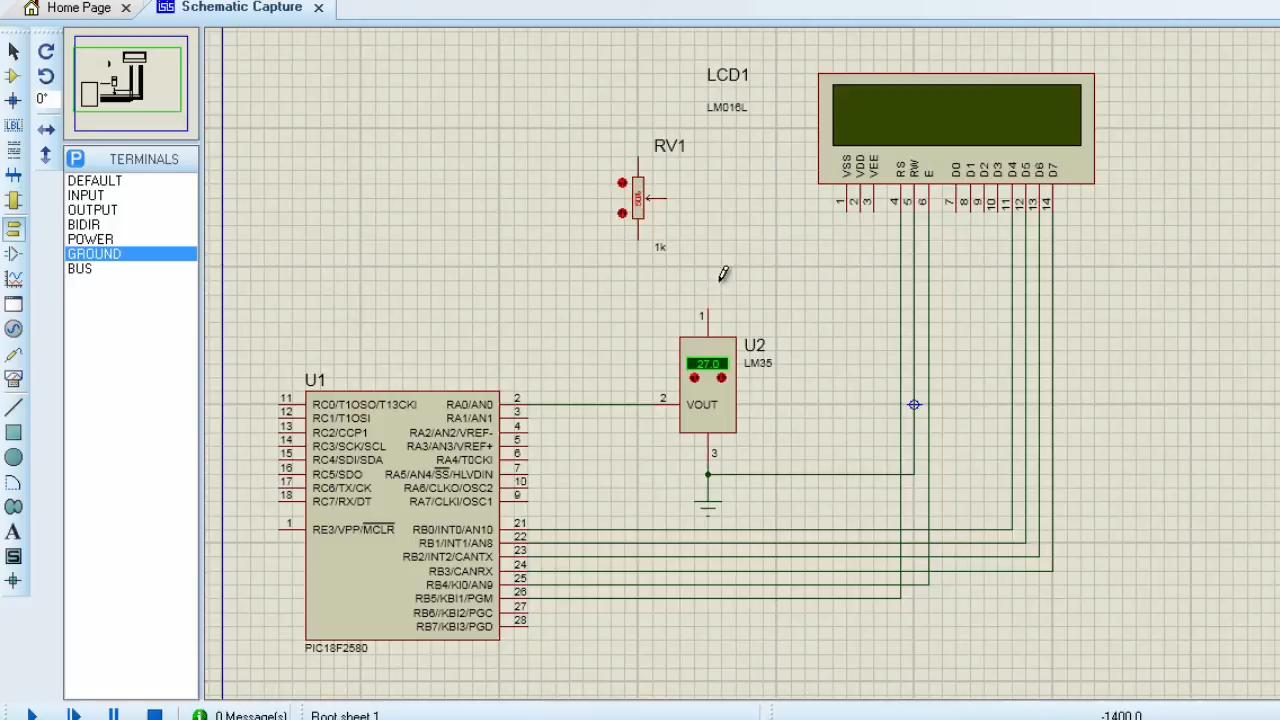 Home Page
Schematic Capture
0°
LBL
P
TERMINALS
DEFAULT
INPUT
OUTPUT
BIDIR
POWER
GROUND
BUS
A
S
LCD1
LM016L
VSS
VDD
VEE
RS
RW
E
D0
D1
D2
D3
D4
D5
D6
D7
1
2
3
4
5
6
7
8
9
10
11
12
13
14
RV1
50%
1k
1
U2
LM35
27.0
2
VOUT
3
U1
11 RC0/T1OSO/T13CKI RA0/AN0 2
12 RC1/T1OSI RA1/AN1 3
13 RC2/CCP1 RA2/AN2/VREF- 4
14 RC3/SCK/SCL RA3/AN3/VREF+ 5
15 RC4/SDI/SDA RA4/T0CKI 6
16 RC5/SDO RA5/AN4/SS/HLVDIN 7
17 RC6/TX/CK RA6/CLKO/OSC2 10
18 RC7/RX/DT RA7/CLKI/OSC1 9
1 RE3/VPP/MCLR RB0/INT0/AN10 21
RB1/INT1/AN8 22
RB2/INT2/CANTX 23
RB3/CANRX 24
RB4/KI0/AN9 25
RB5/KBI1/PGM 26
RB6//KBI2/PGC 27
RB7/KBI3/PGD 28
PIC18F2580
0 Message(s)
Root sheet 1
-1400.0